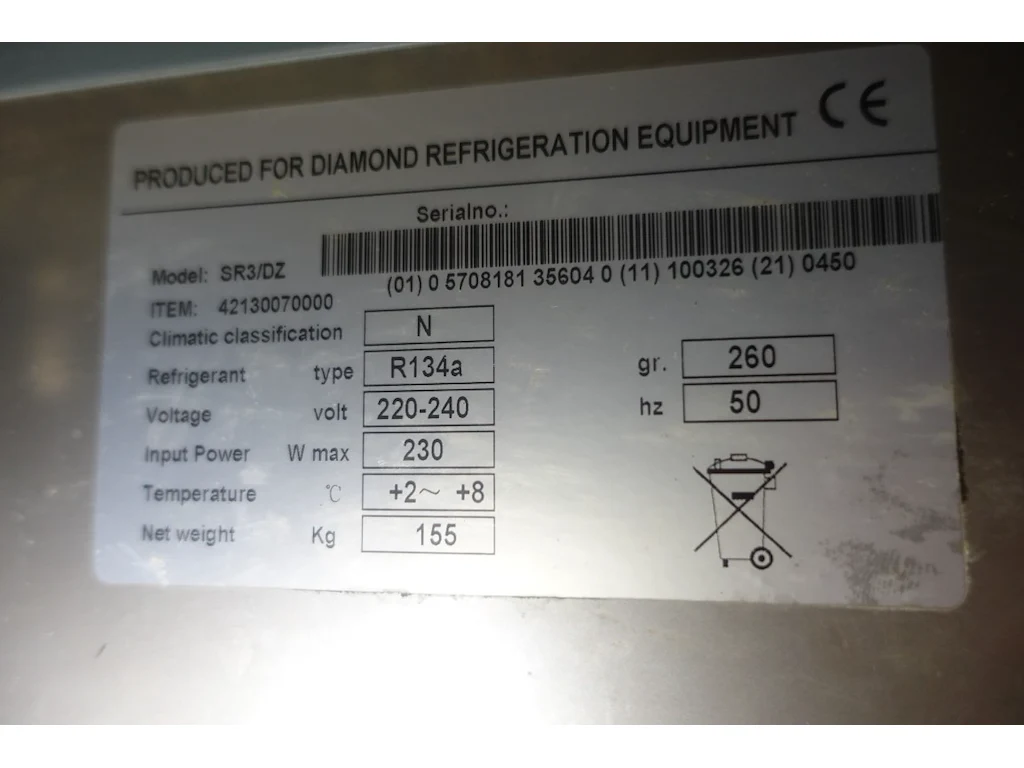 CE
PRODUCED FOR DIAMOND REFRIGERATION EQUIPMENT
Serialno.:
Model: SR3/DZ
(01) 0 5708181 35604 0 (11) 100326 (21) 0450
ITEM: 42130070000
Climatic classification N
Refrigerant type R134a gr. 260
Voltage volt 220-240 hz 50
Input Power W max 230
Temperature ℃ +2～ +8
Net weight Kg 155